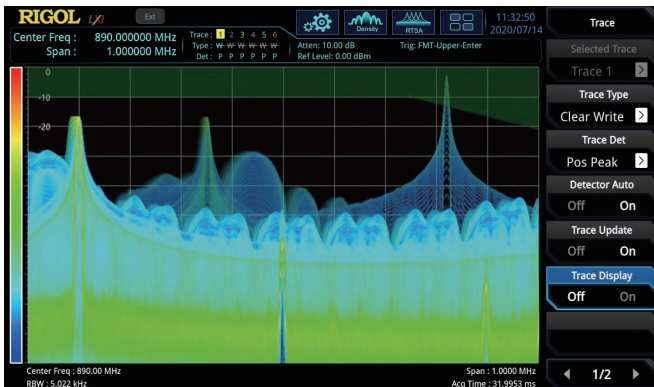 RIGOL LXI Ext Density RTSA 11:32:50 2020/07/14
Center Freq : 890.000000 MHz
Span : 1.000000 MHz
Trace : 1 2 3 4 5 6
Type : W W W W W W
Det : P P P P P P
Atten: 10.00 dB
Ref Level: 0.00 dBm
Trig: FMT-Upper-Enter
0
-10
-20
Center Freq : 890.00 MHz
RBW : 5.022 kHz
Span : 1.0000 MHz
Acq Time : 31.9953 ms
Trace
Selected Trace
Trace 1
Trace Type
Clear Write
Trace Det
Pos Peak
Detector Auto
Off On
Trace Update
Off On
Trace Display
Off On
1/2